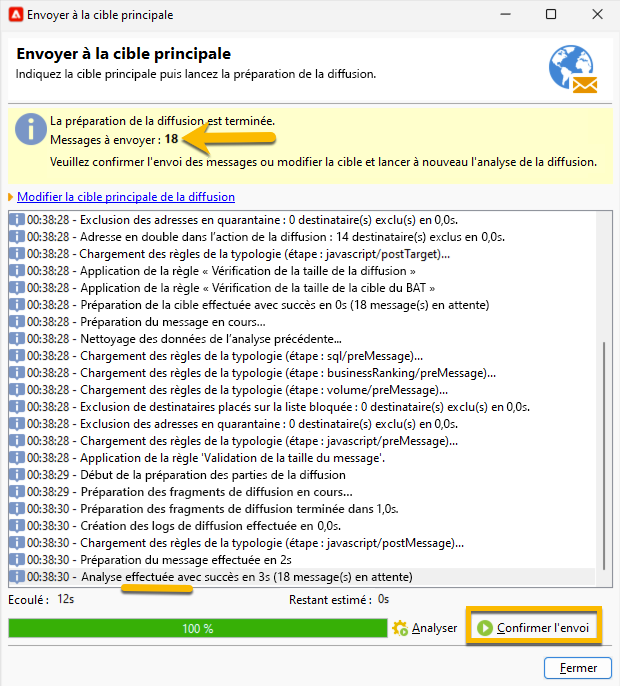 Envoyer à la cible principale
Envoyer à la cible principale
Indiquez la cible principale puis lancez la préparation de la diffusion.
La préparation de la diffusion est terminée.
Messages à envoyer : 18
Veuillez confirmer l'envoi des messages ou modifier la cible et lancer à nouveau l'analyse de la diffusion.
Modifier la cible principale de la diffusion
00:38:28 - Exclusion des adresses en quarantaine : 0 destinataire(s) exclu(s) en 0,0s.
00:38:28 - Adresse en double dans l'action de la diffusion : 14 destinataire(s) exclus en 0,0s.
00:38:28 - Chargement des règles de la typologie (étape : javascript/postTarget)...
00:38:28 - Application de la règle « Vérification de la taille de la diffusion »
00:38:28 - Application de la règle « Vérification de la taille de la cible du BAT »
00:38:28 - Préparation de la cible effectuée avec succès en 0s (18 message(s) en attente)
00:38:28 - Préparation du message en cours...
00:38:28 - Nettoyage des données de l'analyse précédente...
00:38:28 - Chargement des règles de la typologie (étape : sql/preMessage)...
00:38:28 - Chargement des règles de la typologie (étape : businessRanking/preMessage)...
00:38:28 - Chargement des règles de la typologie (étape : volume/preMessage)...
00:38:28 - Exclusion de destinataires placés sur la liste bloquée : 0 destinataire(s) exclu(s) en 0,0s.
00:38:28 - Exclusion des adresses en quarantaine : 0 destinataire(s) exclu(s) en 0,0s.
00:38:28 - Chargement des règles de la typologie (étape : javascript/preMessage)...
00:38:28 - Application de la règle 'Validation de la taille du message'.
00:38:29 - Début de la préparation des parties de la diffusion
00:38:29 - Préparation des fragments de diffusion en cours...
00:38:30 - Préparation des fragments de diffusion terminée dans 1,0s.
00:38:30 - Création des logs de diffusion effectuée en 0,0s.
00:38:30 - Chargement des règles de la typologie (étape : javascript/postMessage)...
00:38:30 - Préparation du message effectuée en 2s
00:38:30 - Analyse effectuée avec succès en 3s (18 message(s) en attente)
Ecoulé : 12s Restant estimé : 0s
100 % Analyser Confirmer l'envoi
Fermer